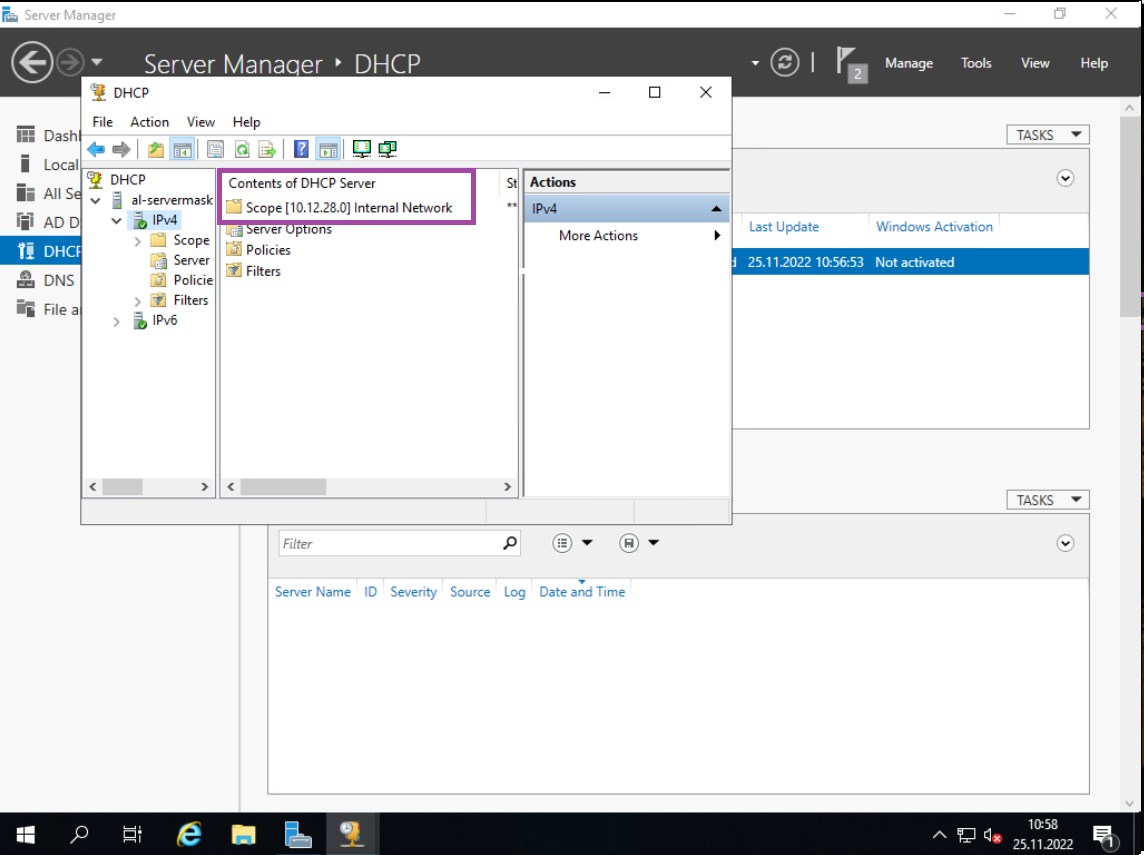 Server Manager
Server Manager ‣ DHCP
2
Manage Tools View Help
DHCP
File Action View Help
DHCP
al-servermask
IPv4
Scope
Server
Policie
Filters
IPv6
Contents of DHCP Server St
Scope [10.12.28.0] Internal Network **
Server Options
Policies
Filters
Actions
IPv4
More Actions
Dash
Local
All Se
AD D
DHCP
DNS
File a
TASKS
Last Update Windows Activation
d 25.11.2022 10:56:53 Not activated
TASKS
Filter
Server Name ID Severity Source Log Date and Time
10:58
25.11.2022
1